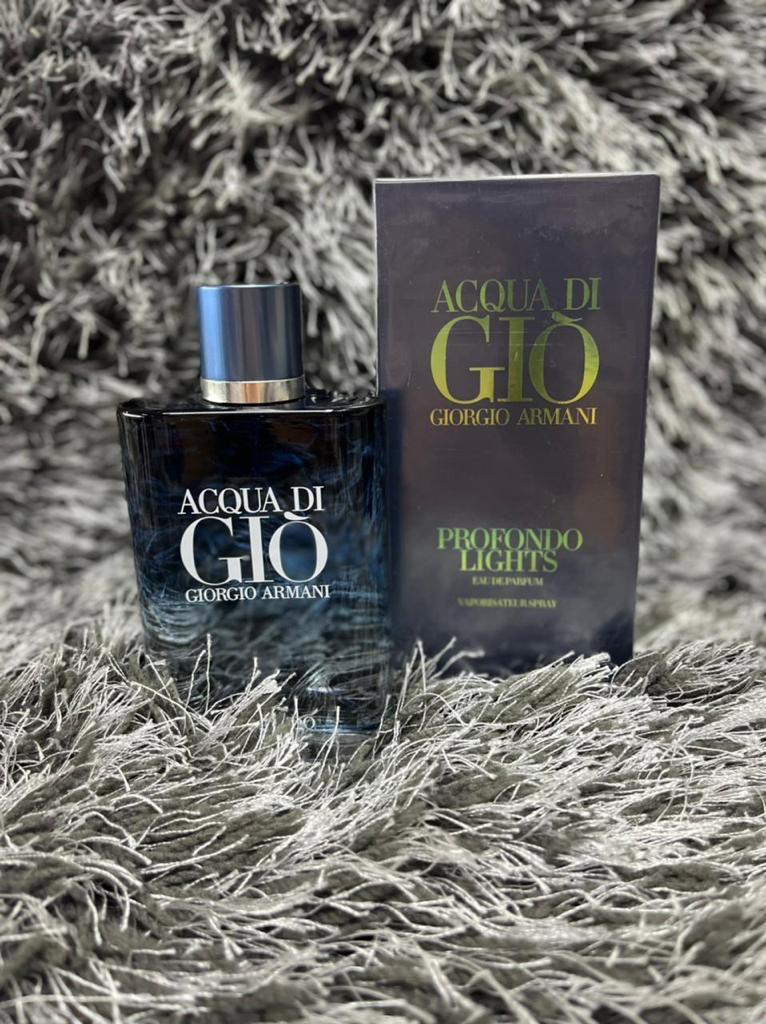 ACQUA DI
GIÒ
GIORGIO ARMANI
ACQUA DI
GIÒ
GIORGIO ARMANI
PROFONDO
LIGHTS
EAU DE PARFUM
VAPORISATEUR SPRAY